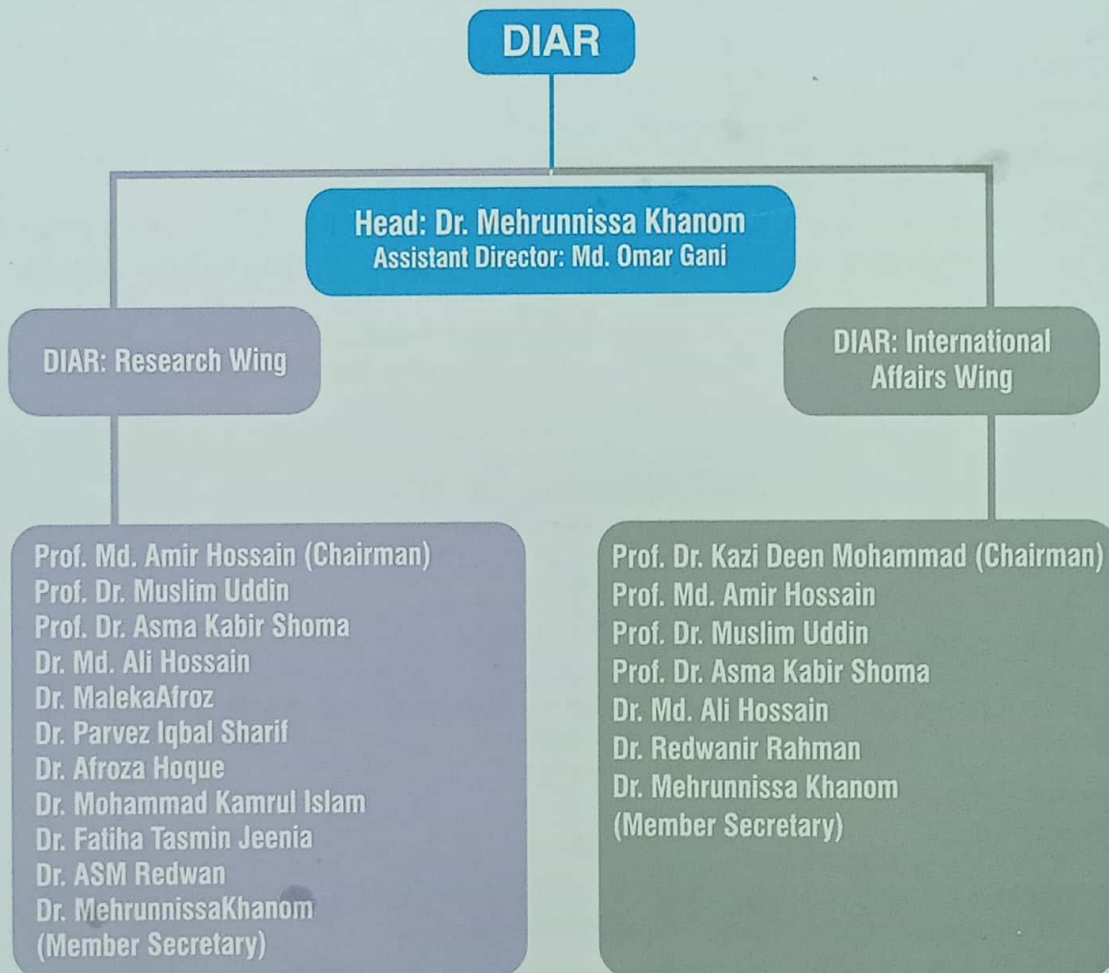 DIAR
Head: Dr. Mehrunnissa Khanom
Assistant Director: Md. Omar Gani
DIAR: Research Wing
DIAR: International
Affairs Wing
Prof. Md. Amir Hossain (Chairman)
Prof. Dr. Muslim Uddin
Prof. Dr. Asma Kabir Shoma
Dr. Md. Ali Hossain
Dr. MalekaAfroz
Dr. Parvez Iqbal Sharif
Dr. Afroza Hoque
Dr. Mohammad Kamrul Islam
Dr. Fatiha Tasmin Jeenia
Dr. ASM Redwan
Dr. MehrunnissaKhanom
(Member Secretary)
Prof. Dr. Kazi Deen Mohammad (Chairman)
Prof. Md. Amir Hossain
Prof. Dr. Muslim Uddin
Prof. Dr. Asma Kabir Shoma
Dr. Md. Ali Hossain
Dr. Redwanir Rahman
Dr. Mehrunnissa Khanom
(Member Secretary)